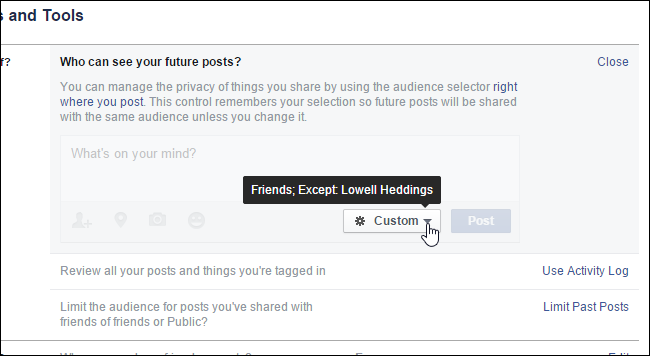 s and Tools
f?
Who can see your future posts?
Close
You can manage the privacy of things you share by using the audience selector right
where you post. This control remembers your selection so future posts will be shared
with the same audience unless you change it.
What's on your mind?
Friends; Except: Lowell Heddings
Custom
Post
Review all your posts and things you're tagged in
Use Activity Log
Limit the audience for posts you've shared with
friends of friends or Public?
Limit Past Posts